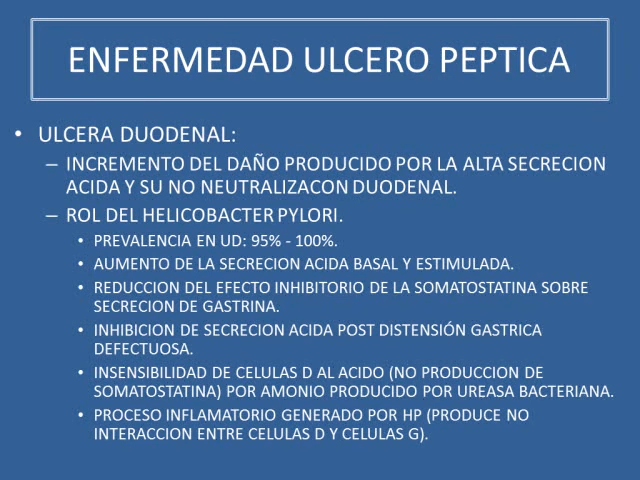 ENFERMEDAD ULCERO PEPTICA
• ULCERA DUODENAL:
– INCREMENTO DEL DAÑO PRODUCIDO POR LA ALTA SECRECION
ACIDA Y SU NO NEUTRALIZACON DUODENAL.
– ROL DEL HELICOBACTER PYLORI.
• PREVALENCIA EN UD: 95% - 100%.
• AUMENTO DE LA SECRECION ACIDA BASAL Y ESTIMULADA.
• REDUCCION DEL EFECTO INHIBITORIO DE LA SOMATOSTATINA SOBRE
SECRECION DE GASTRINA.
• INHIBICION DE SECRECION ACIDA POST DISTENSIÓN GASTRICA
DEFECTUOSA.
• INSENSIBILIDAD DE CELULAS D AL ACIDO (NO PRODUCCION DE
SOMATOSTATINA) POR AMONIO PRODUCIDO POR UREASA BACTERIANA.
• PROCESO INFLAMATORIO GENERADO POR HP (PRODUCE NO
INTERACCION ENTRE CELULAS D Y CELULAS G).